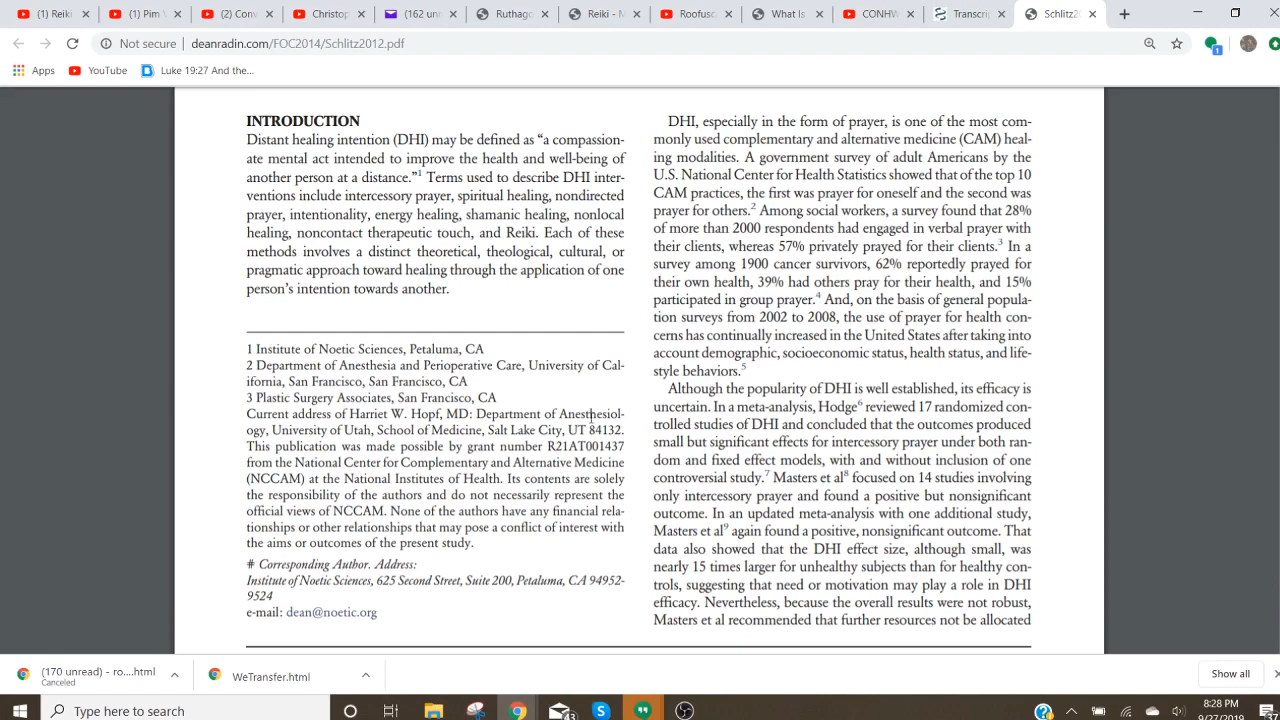 (1) Reiki
(1) Pim V
(2) Conv
Christop
(162 unr
Ruthago
Reiki - M
Roofusc
What Is
CONHW
Transcrip
Schlitz2
Not secure
deanradin.com/FOC2014/Schlitz2012.pdf
Apps
YouTube
Luke 19:27 And the...
INTRODUCTION
Distant healing intention (DHI) may be defined as “a compassion-
ate mental act intended to improve the health and well-being of
another person at a distance.”1 Terms used to describe DHI inter-
ventions include intercessory prayer, spiritual healing, nondirected
prayer, intentionality, energy healing, shamanic healing, nonlocal
healing, noncontact therapeutic touch, and Reiki. Each of these
methods involves a distinct theoretical, theological, cultural, or
pragmatic approach toward healing through the application of one
person’s intention towards another.
1 Institute of Noetic Sciences, Petaluma, CA
2 Department of Anesthesia and Perioperative Care, University of Cal-
ifornia, San Francisco, San Francisco, CA
3 Plastic Surgery Associates, San Francisco, CA
Current address of Harriet W. Hopf, MD: Department of Anesthesiol-
ogy, University of Utah, School of Medicine, Salt Lake City, UT 84132.
This publication was made possible by grant number R21AT001437
from the National Center for Complementary and Alternative Medicine
(NCCAM) at the National Institutes of Health. Its contents are solely
the responsibility of the authors and do not necessarily represent the
official views of NCCAM. None of the authors have any financial rela-
tionships or other relationships that may pose a conflict of interest with
the aims or outcomes of the present study.
# Corresponding Author. Address:
Institute of Noetic Sciences, 625 Second Street, Suite 200, Petaluma, CA 94952-
9524
e-mail: dean@noetic.org
DHI, especially in the form of prayer, is one of the most com-
monly used complementary and alternative medicine (CAM) heal-
ing modalities. A government survey of adult Americans by the
U.S. National Center for Health Statistics showed that of the top 10
CAM practices, the first was prayer for oneself and the second was
prayer for others.2 Among social workers, a survey found that 28%
of more than 2000 respondents had engaged in verbal prayer with
their clients, whereas 57% privately prayed for their clients.3 In a
survey among 1900 cancer survivors, 62% reportedly prayed for
their own health, 39% had others pray for their health, and 15%
participated in group prayer.4 And, on the basis of general popula-
tion surveys from 2002 to 2008, the use of prayer for health con-
cerns has continually increased in the United States after taking into
account demographic, socioeconomic status, health status, and life-
style behaviors.5
Although the popularity of DHI is well established, its efficacy is
uncertain. In a meta-analysis, Hodge6 reviewed 17 randomized con-
trolled studies of DHI and concluded that the outcomes produced
small but significant effects for intercessory prayer under both ran-
dom and fixed effect models, with and without inclusion of one
controversial study.7 Masters et al8 focused on 14 studies involving
only intercessory prayer and found a positive but nonsignificant
outcome. In an updated meta-analysis with one additional study,
Masters et al9 again found a positive, nonsignificant outcome. That
data also showed that the DHI effect size, although small, was
nearly 15 times larger for unhealthy subjects than for healthy con-
trols, suggesting that need or motivation may play a role in DHI
efficacy. Nevertheless, because the overall results were not robust,
Masters et al recommended that further resources not be allocated
(170 unread) - ro....html
Canceled
WeTransfer.html
Show all
Type here to search
43
8:28 PM
9/27/2019